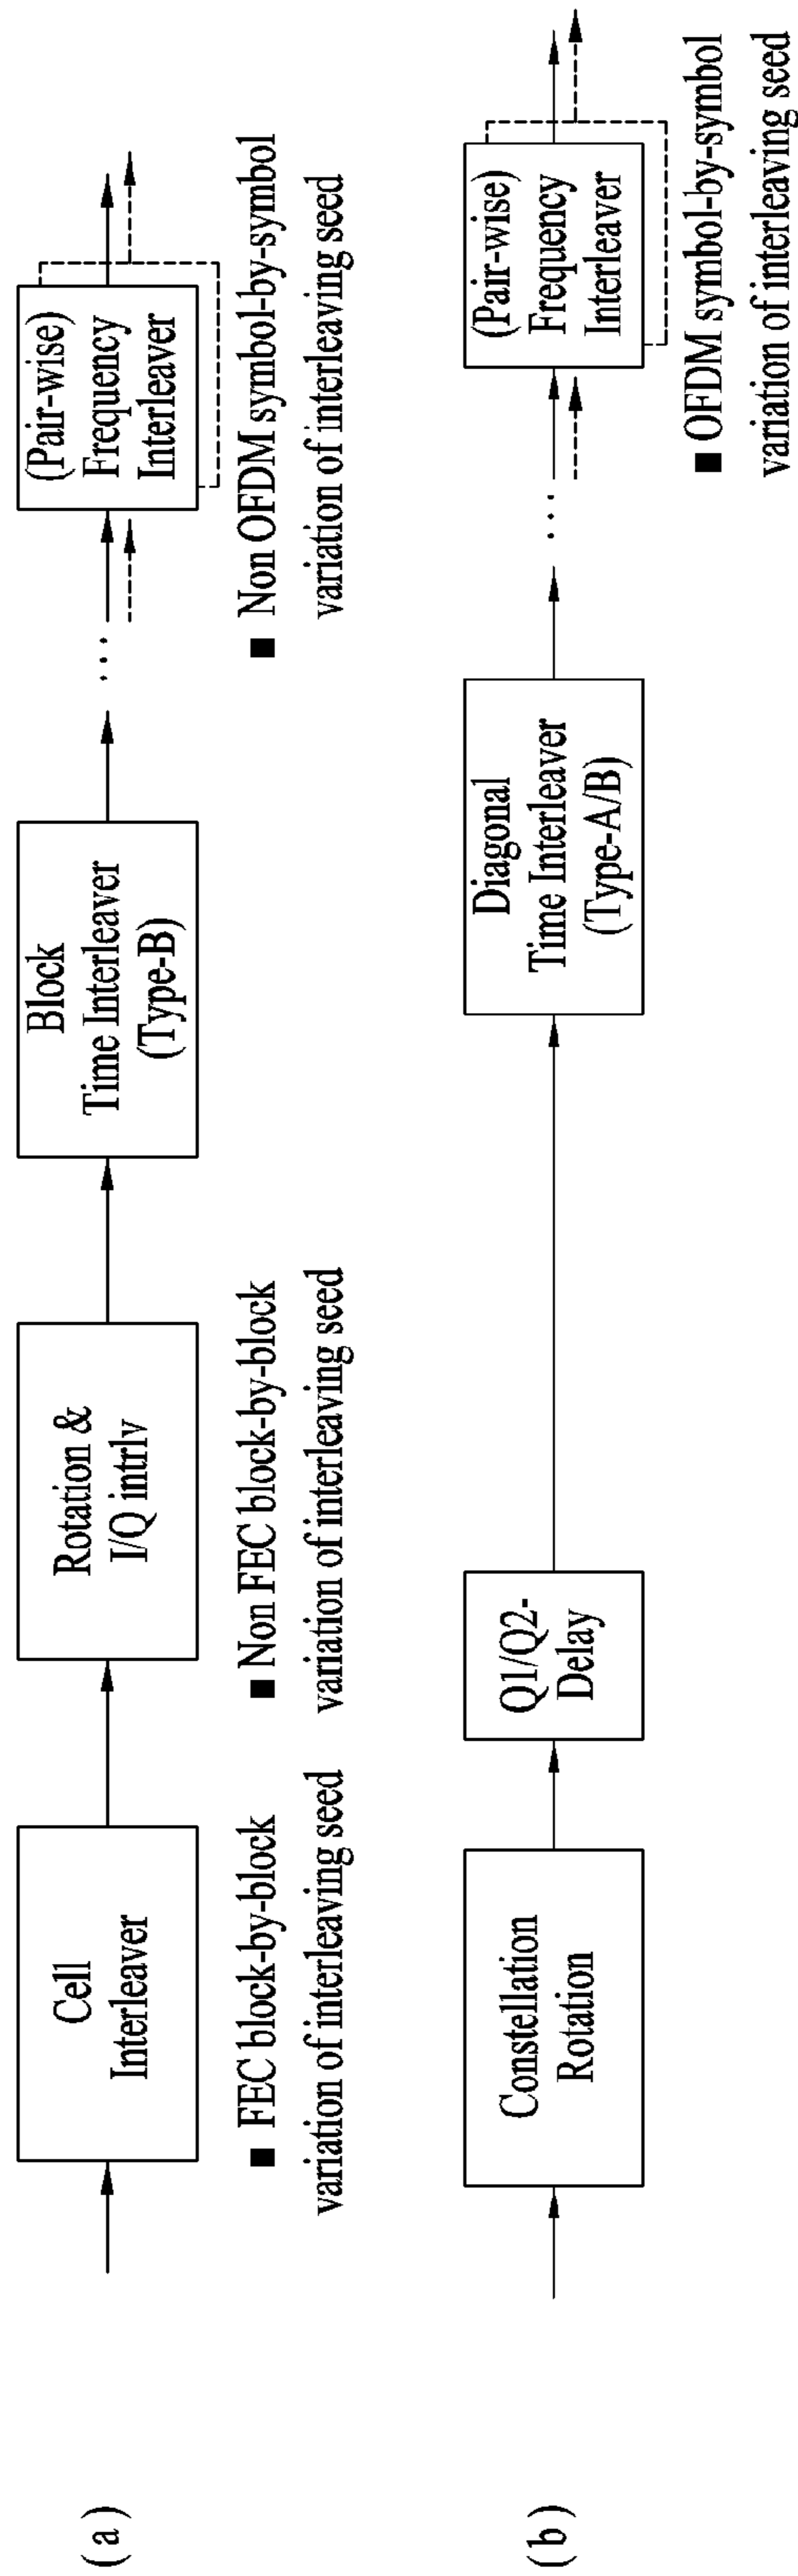 (a)
Cell
Interleaver
■ FEC block-by-block
variation of interleaving seed
Rotation &
I/Q intrlv
■ Non FEC block-by-block
variation of interleaving seed
Block
Time Interleaver
(Type-B)
...
(Pair-wise)
Frequency
Interleaver
■ Non OFDM symbol-by-symbol
variation of interleaving seed
(b)
Constellation
Rotation
Q1/Q2-
Delay
Diagonal
Time Interleaver
(Type-A/B)
...
(Pair-wise)
Frequency
Interleaver
■ OFDM symbol-by-symbol
variation of interleaving seed